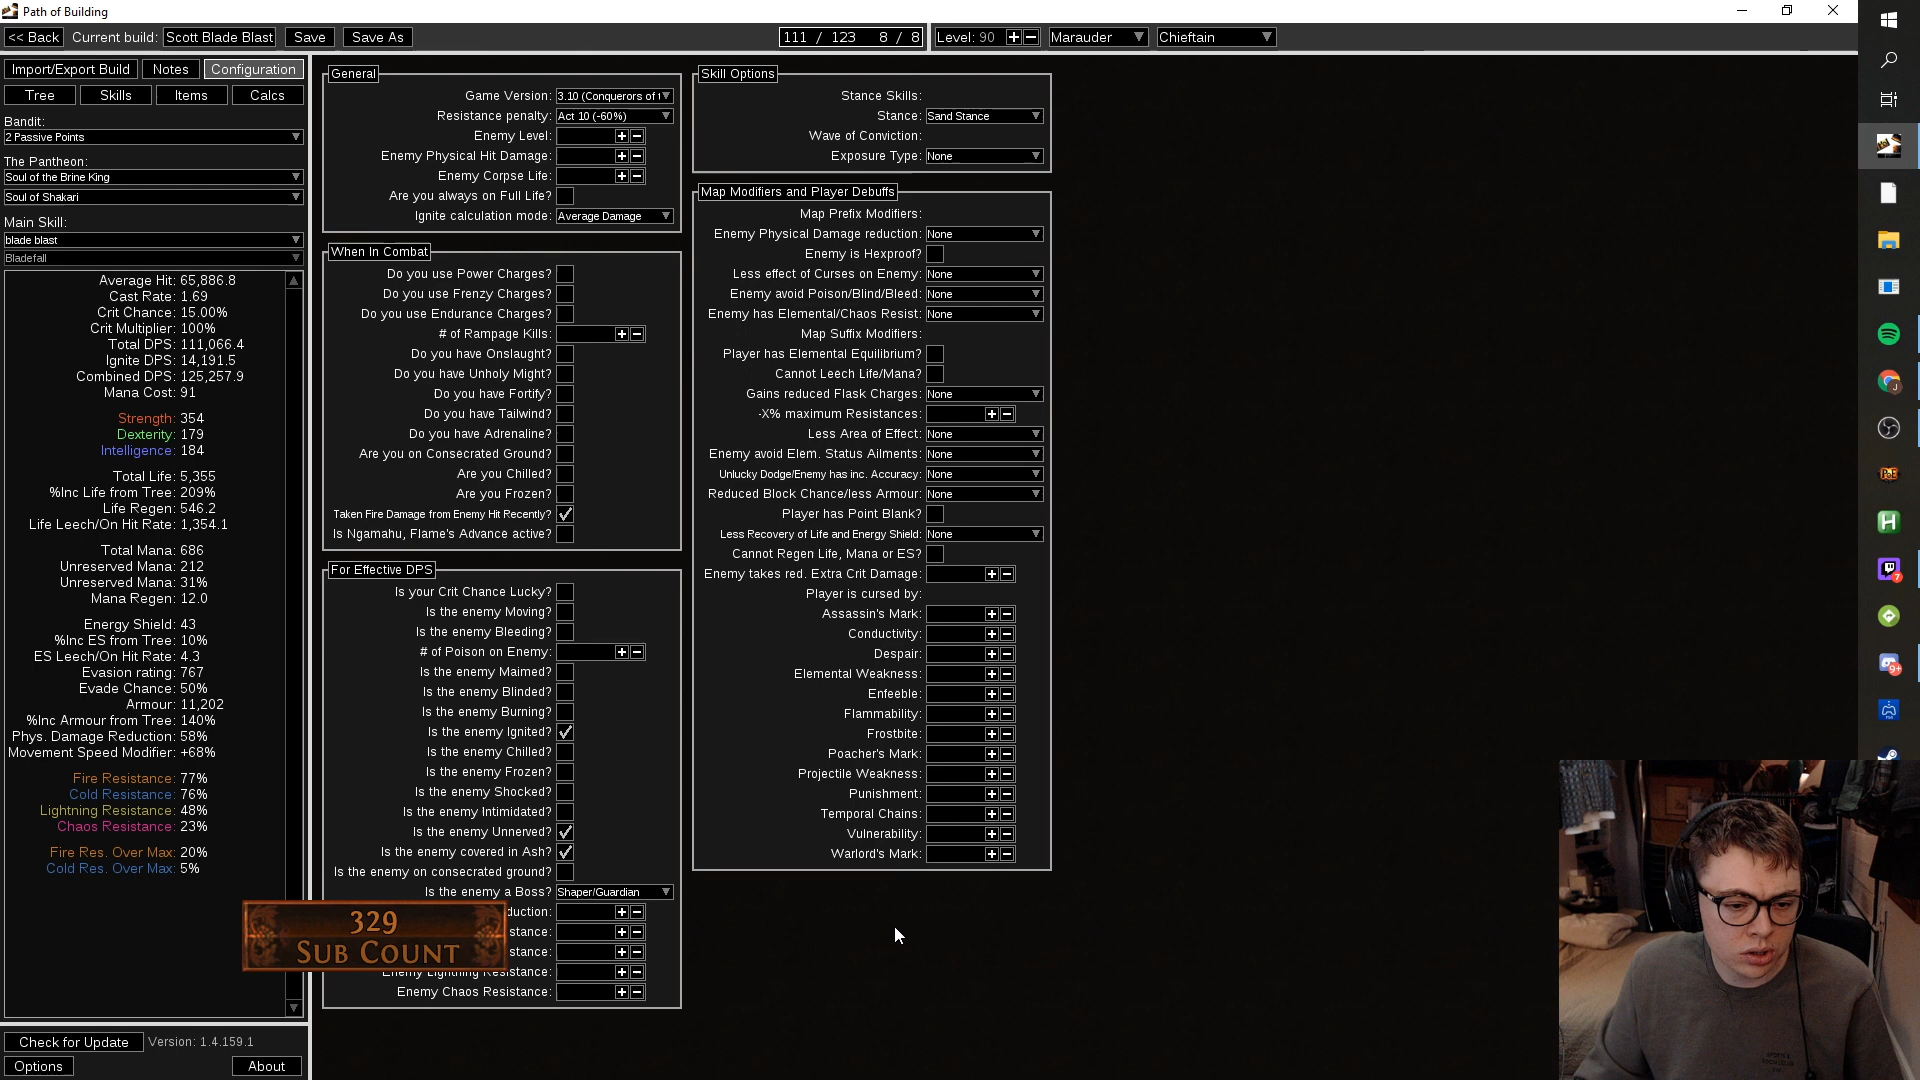 Path of Building
<< Back
Current build: Scott Blade Blast
Save
Save As
111 / 123 8 / 8
Level: 90
Marauder
Chieftain
Import/Export Build
Notes
Configuration
Tree
Skills
Items
Calcs
Bandit:
2 Passive Points
The Pantheon:
Soul of the Brine King
Soul of Shakari
Main Skill:
blade blast
Bladefall
Average Hit: 65,886.8
Cast Rate: 1.69
Crit Chance: 15.00%
Crit Multiplier: 100%
Total DPS: 111,066.4
Ignite DPS: 14,191.5
Combined DPS: 125,257.9
Mana Cost: 91
Strength: 354
Dexterity: 179
Intelligence: 184
Total Life: 5,355
%Inc Life from Tree: 209%
Life Regen: 546.2
Life Leech/On Hit Rate: 1,354.1
Total Mana: 686
Unreserved Mana: 212
Unreserved Mana: 31%
Mana Regen: 12.0
Energy Shield: 43
%Inc ES from Tree: 10%
ES Leech/On Hit Rate: 4.3
Evasion rating: 767
Evade Chance: 50%
Armour: 11,202
%Inc Armour from Tree: 140%
Phys. Damage Reduction: 58%
Movement Speed Modifier: +68%
Fire Resistance: 77%
Cold Resistance: 76%
Lightning Resistance: 48%
Chaos Resistance: 23%
Fire Res. Over Max: 20%
Cold Res. Over Max: 5%
Check for Update
Version: 1.4.159.1
Options
About
General
Game Version: 3.10 (Conquerors of t
Resistance penalty: Act 10 (-60%)
Enemy Level:
Enemy Physical Hit Damage:
Enemy Corpse Life:
Are you always on Full Life?
Ignite calculation mode: Average Damage
When In Combat
Do you use Power Charges?
Do you use Frenzy Charges?
Do you use Endurance Charges?
# of Rampage Kills:
Do you have Onslaught?
Do you have Unholy Might?
Do you have Fortify?
Do you have Tailwind?
Do you have Adrenaline?
Are you on Consecrated Ground?
Are you Chilled?
Are you Frozen?
Taken Fire Damage from Enemy Hit Recently?
Is Ngamahu, Flame's Advance active?
For Effective DPS
Is your Crit Chance Lucky?
Is the enemy Moving?
Is the enemy Bleeding?
# of Poison on Enemy:
Is the enemy Maimed?
Is the enemy Blinded?
Is the enemy Burning?
Is the enemy Ignited?
Is the enemy Chilled?
Is the enemy Frozen?
Is the enemy Shocked?
Is the enemy Intimidated?
Is the enemy Unnerved?
Is the enemy covered in Ash?
Is the enemy on consecrated ground?
Is the enemy a Boss? Shaper/Guardian
duction:
stance:
stance:
Enemy Lightning Resistance:
Enemy Chaos Resistance:
329
Sub Count
Skill Options
Stance Skills:
Stance: Sand Stance
Wave of Conviction:
Exposure Type: None
Map Modifiers and Player Debuffs
Map Prefix Modifiers:
Enemy Physical Damage reduction: None
Enemy is Hexproof?
Less effect of Curses on Enemy: None
Enemy avoid Poison/Blind/Bleed: None
Enemy has Elemental/Chaos Resist: None
Map Suffix Modifiers:
Player has Elemental Equilibrium?
Cannot Leech Life/Mana?
Gains reduced Flask Charges: None
-X% maximum Resistances:
Less Area of Effect: None
Enemy avoid Elem. Status Ailments: None
Unlucky Dodge/Enemy has inc. Accuracy: None
Reduced Block Chance/less Armour: None
Player has Point Blank?
Less Recovery of Life and Energy Shield: None
Cannot Regen Life, Mana or ES?
Enemy takes red. Extra Crit Damage:
Player is cursed by:
Assassin's Mark:
Conductivity:
Despair:
Elemental Weakness:
Enfeeble:
Flammability:
Frostbite:
Poacher's Mark:
Projectile Weakness:
Punishment:
Temporal Chains:
Vulnerability:
Warlord's Mark:
J
PoE
H
7
9+